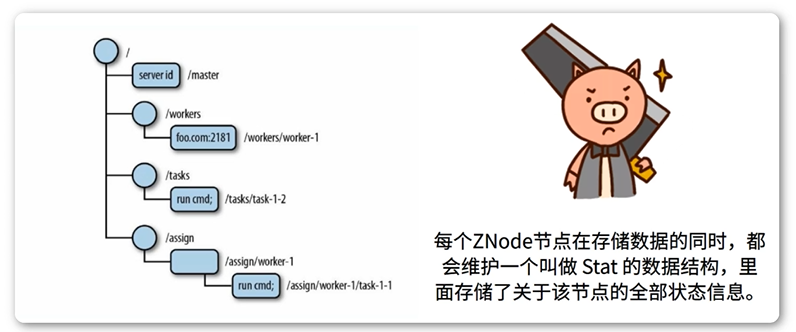 /
server id /master
/workers
foo.com:2181 /workers/worker-1
/tasks
run cmd; /tasks/task-1-2
/assign
/assign/worker-1
run cmd; /assign/worker-1/task-1-1
每个ZNode节点在存储数据的同时，都
会维护一个叫做 Stat 的数据结构，里
面存储了关于该节点的全部状态信息。